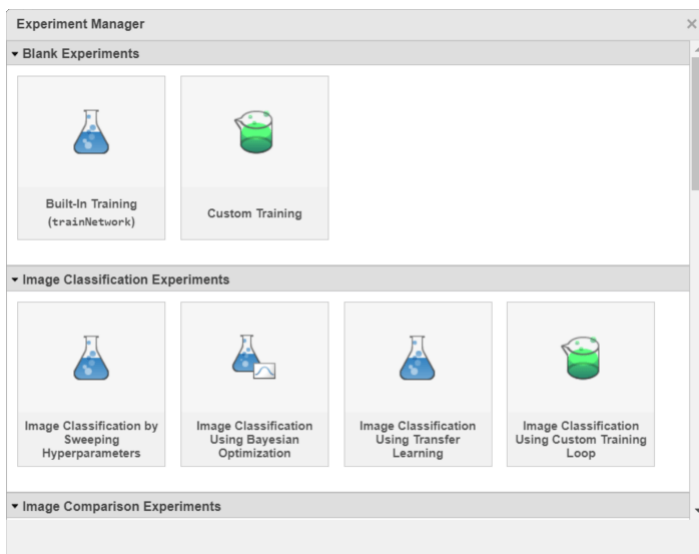 Experiment Manager
Blank Experiments
Built-In Training
(trainNetwork)
Custom Training
Image Classification Experiments
Image Classification by
Sweeping
Hyperparameters
Image Classification
Using Bayesian
Optimization
Image Classification
Using Transfer
Learning
Image Classification
Using Custom Training
Loop
Image Comparison Experiments